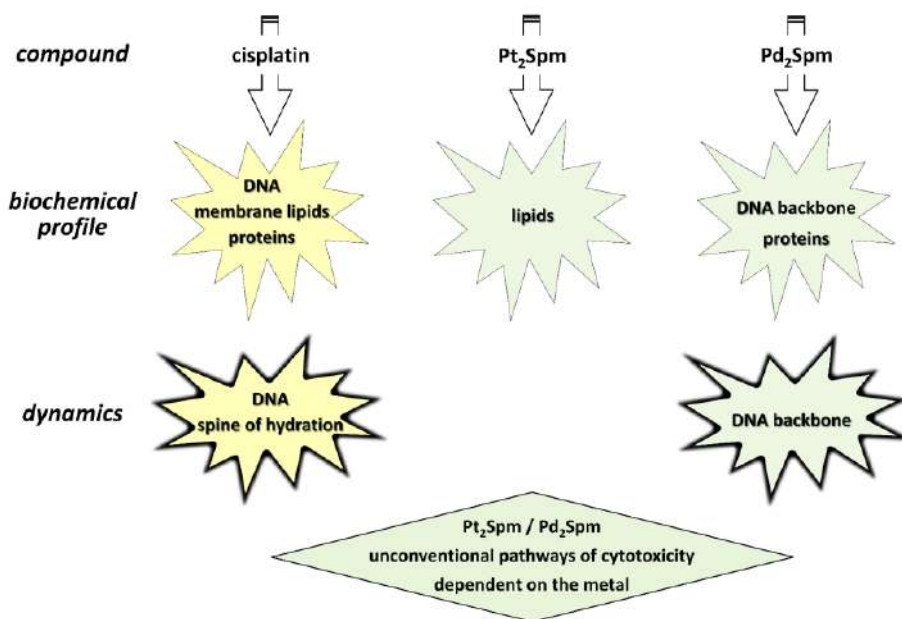 compound
cisplatin
Pt₂Spm
Pd₂Spm
biochemical
profile
DNA
membrane lipids
proteins
lipids
DNA backbone
proteins
dynamics
DNA
spine of hydration
DNA backbone
Pt₂Spm / Pd₂Spm
unconventional pathways of cytotoxicity
dependent on the metal